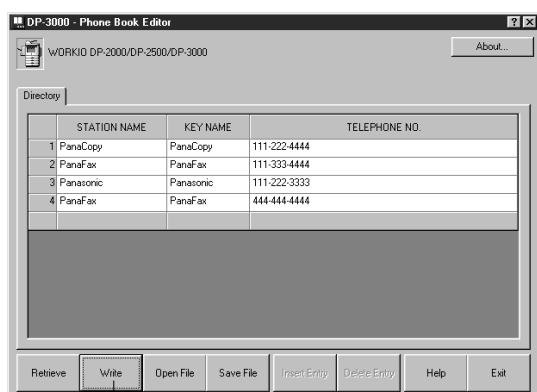 DP-3000 - Phone Book Editor
WORKIO DP-2000/DP-2500/DP-3000
About...
Directory
STATION NAME KEY NAME TELEPHONE NO.
1 PanaCopy PanaCopy 111-222-4444
2 PanaFax PanaFax 111-333-4444
3 Panasonic Panasonic 111-222-3333
4 PanaFax PanaFax 444-444-4444
Retrieve Write Open File Save File Insert Entry Delete Entry Help Exit